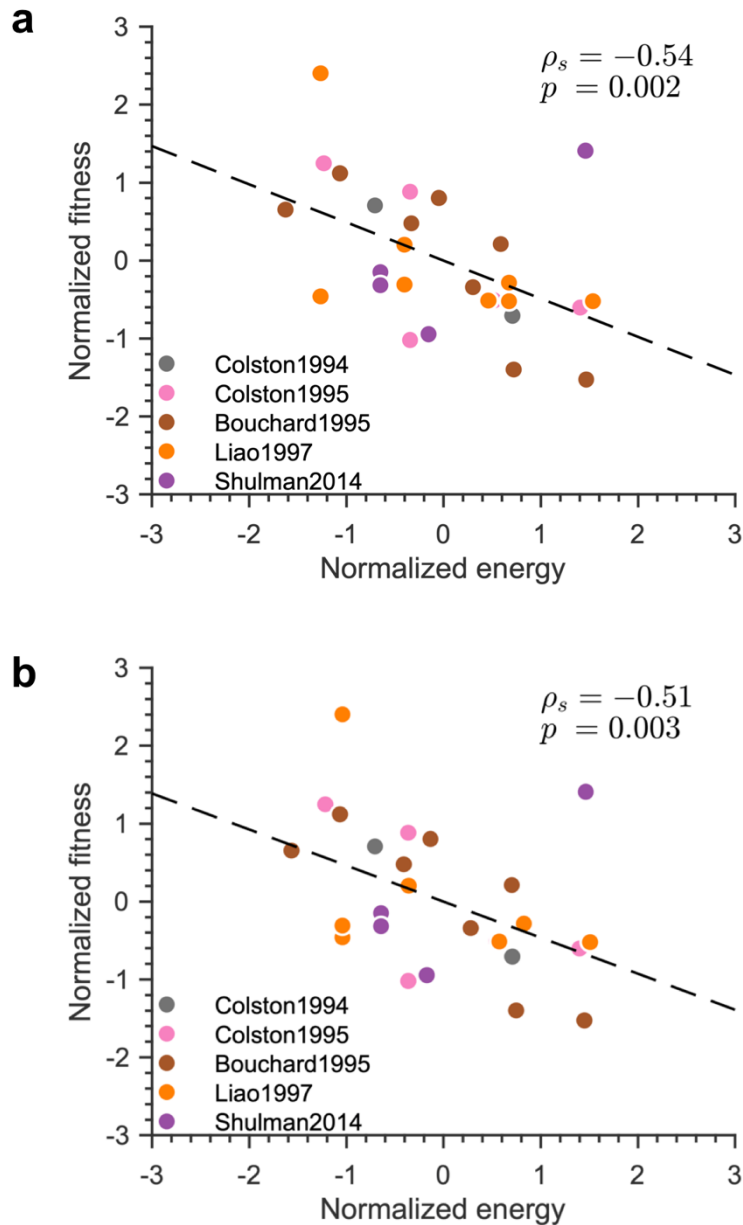 a
3
2
1
0
-1
-2
-3
Normalized fitness
ρs = −0.54
p = 0.002
Colston1994
Colston1995
Bouchard1995
Liao1997
Shulman2014
-3 -2 -1 0 1 2 3
Normalized energy
b
3
2
1
0
-1
-2
-3
Normalized fitness
ρs = −0.51
p = 0.003
Colston1994
Colston1995
Bouchard1995
Liao1997
Shulman2014
-3 -2 -1 0 1 2 3
Normalized energy